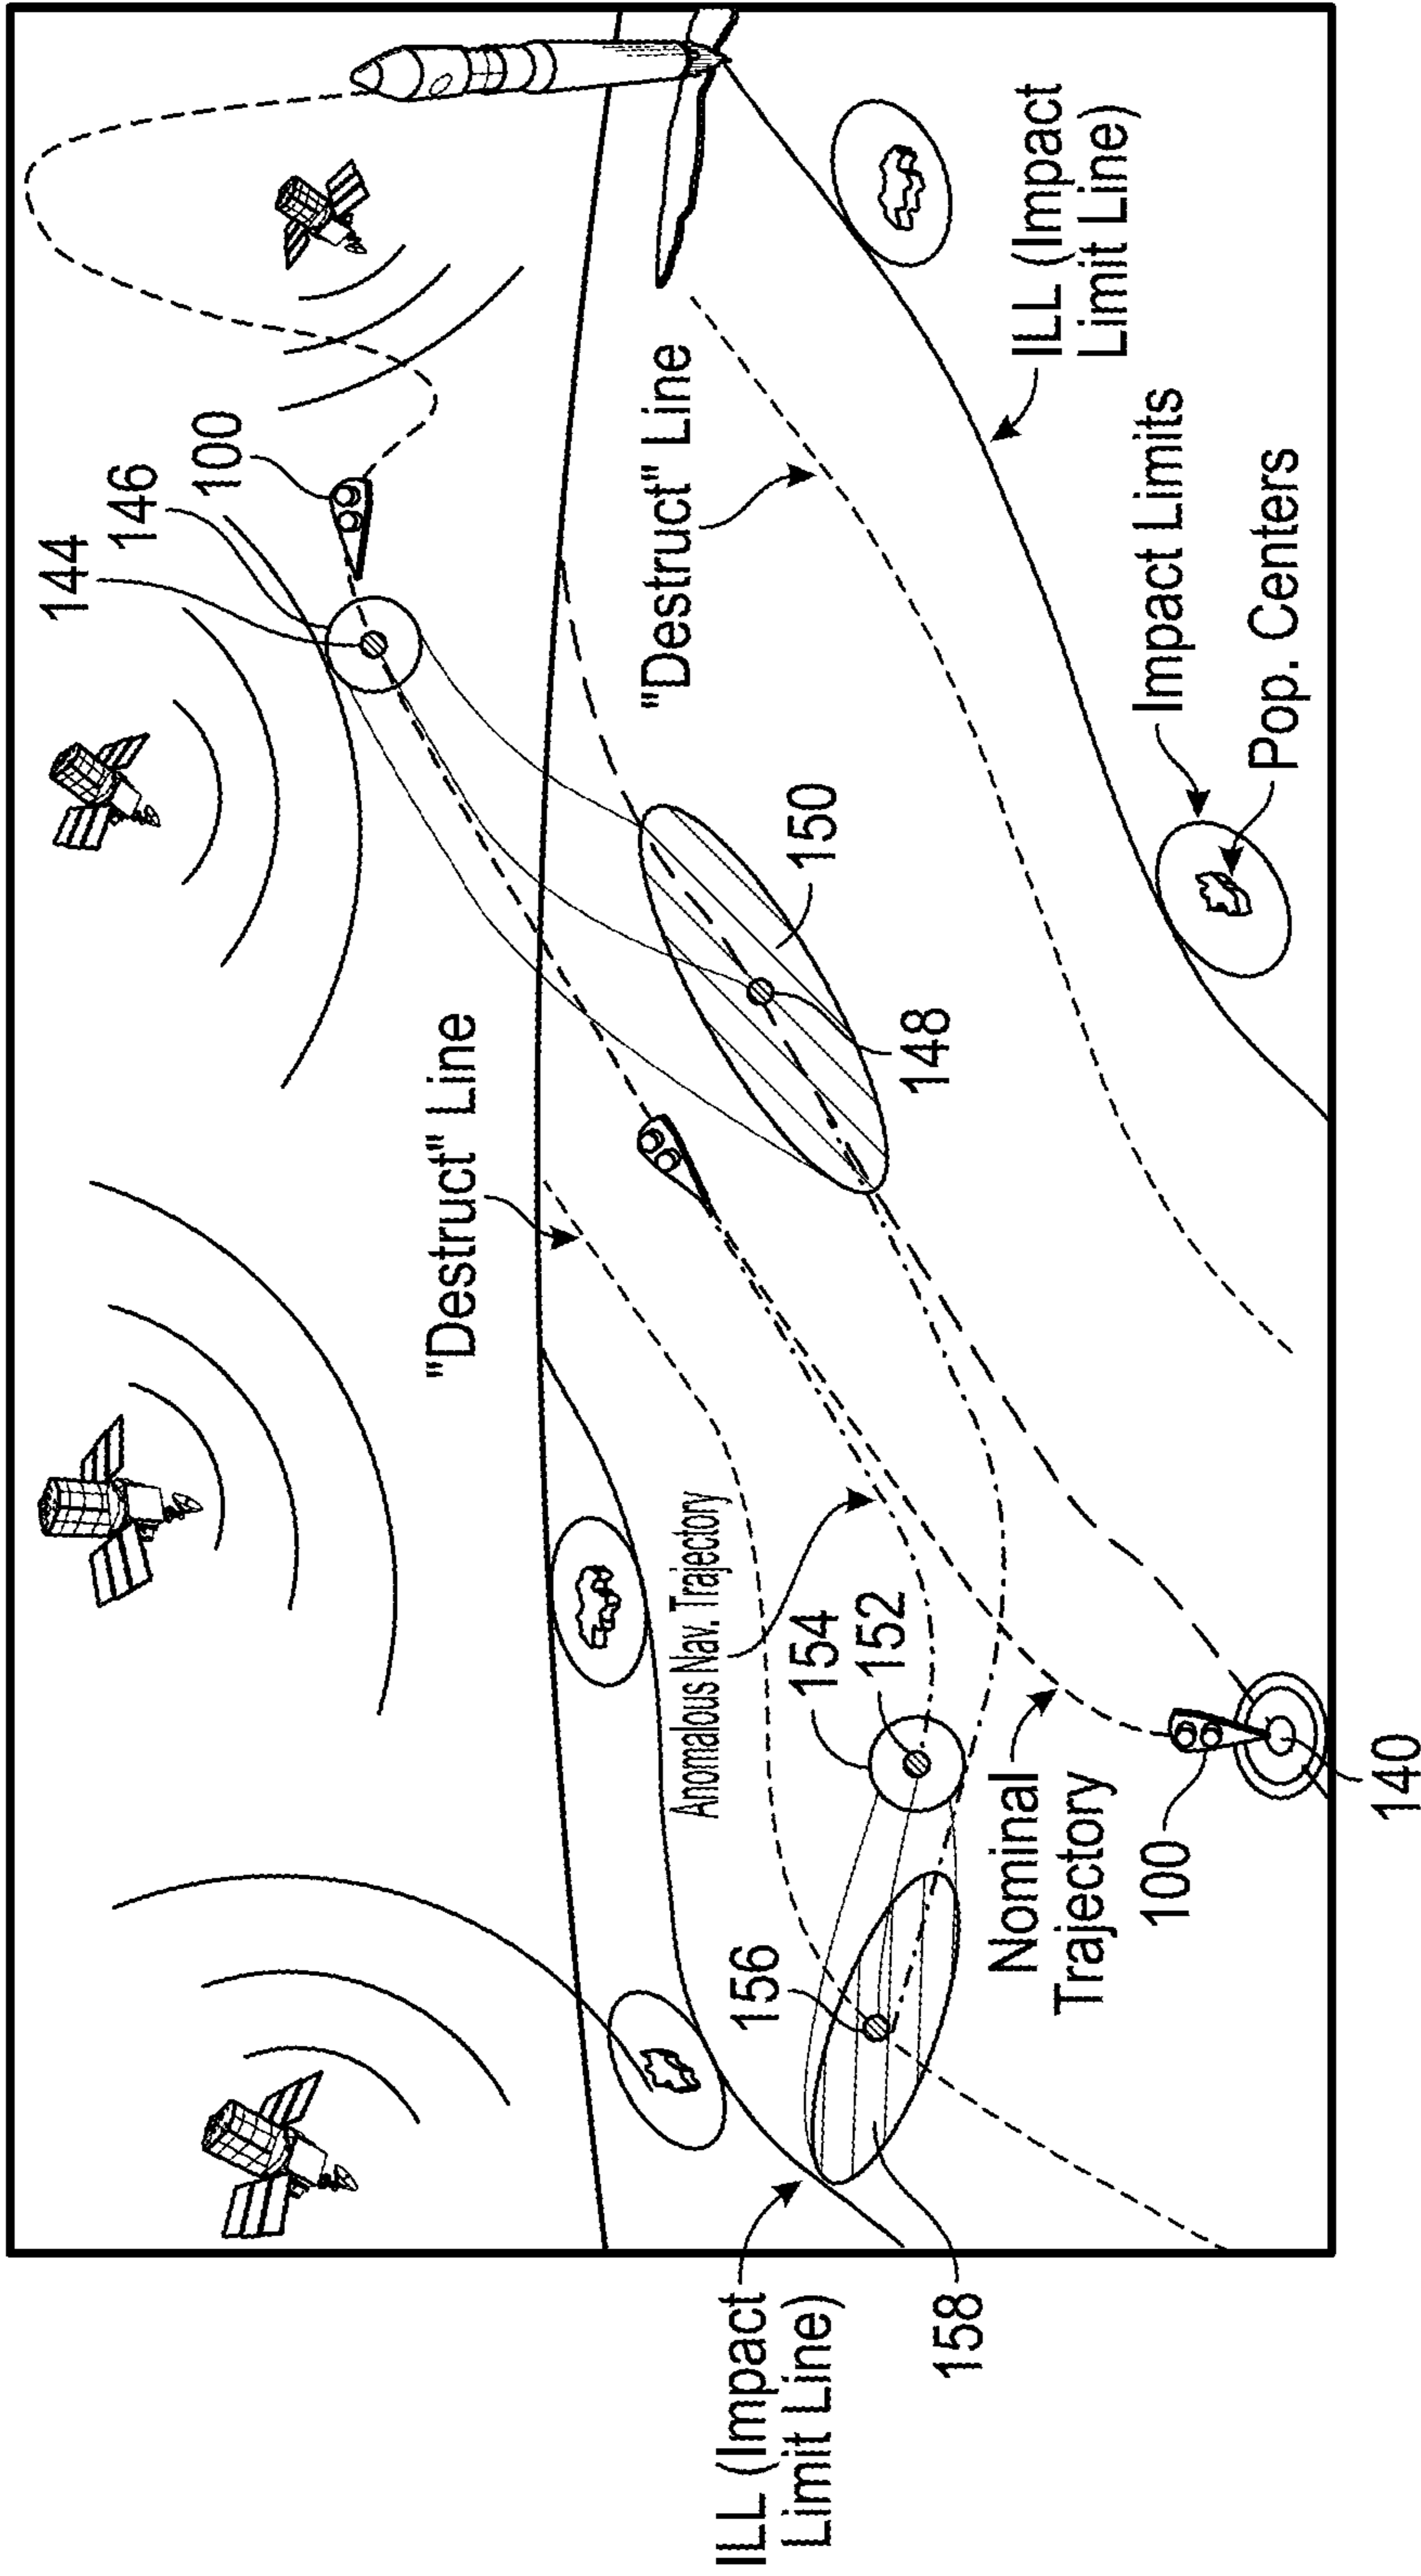 144
146
100
"Destruct" Line
"Destruct" Line
ILL (Impact
Limit Line)
Impact Limits
Pop. Centers
150
148
Anomalous Nav. Trajectory
154
152
156
Nominal
Trajectory
100
140
ILL (Impact
Limit Line)
158